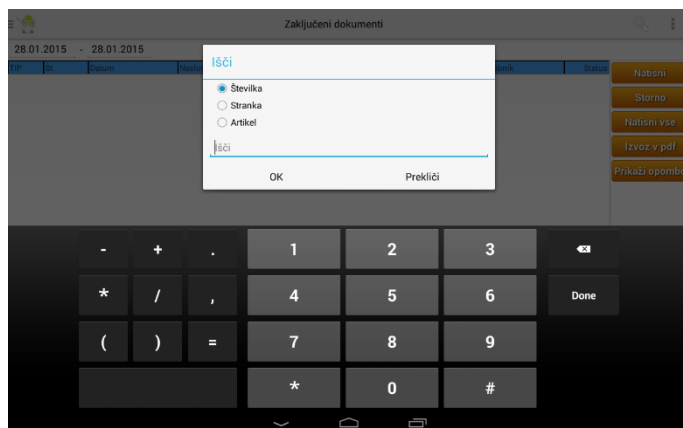 Zaključeni dokumenti
28.01.2015 - 28.01.2015
TIP Št. Datum Status
Išči
Številka
Stranka
Artikel
Išči
OK Prekliči
Natisni
Storno
Natisni vse
Izvoz v pdf
Prikaži opombo
- + . 1 2 3
* / , 4 5 6 Done
( ) = 7 8 9
* 0 #